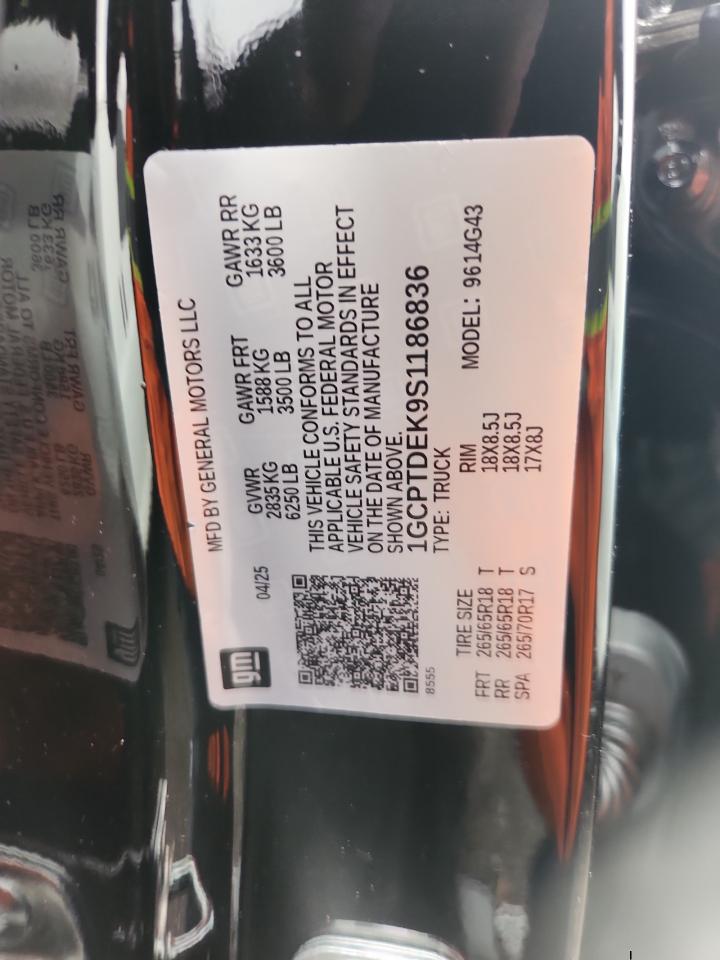 gm
MFD BY GENERAL MOTORS LLC
04/25
GVWR GAWR FRT GAWR RR
2835 KG 1588 KG 1633 KG
6250 LB 3500 LB 3600 LB
THIS VEHICLE CONFORMS TO ALL
APPLICABLE U.S. FEDERAL MOTOR
VEHICLE SAFETY STANDARDS IN EFFECT
ON THE DATE OF MANUFACTURE
SHOWN ABOVE.
1GCPTDEK9S1186836
8555
TYPE: TRUCK MODEL: 9614G43
TIRE SIZE RIM
FRT 265/65R18 T 18X8.5J
RR 265/65R18 T 18X8.5J
SPA 265/70R17 S 17X8J